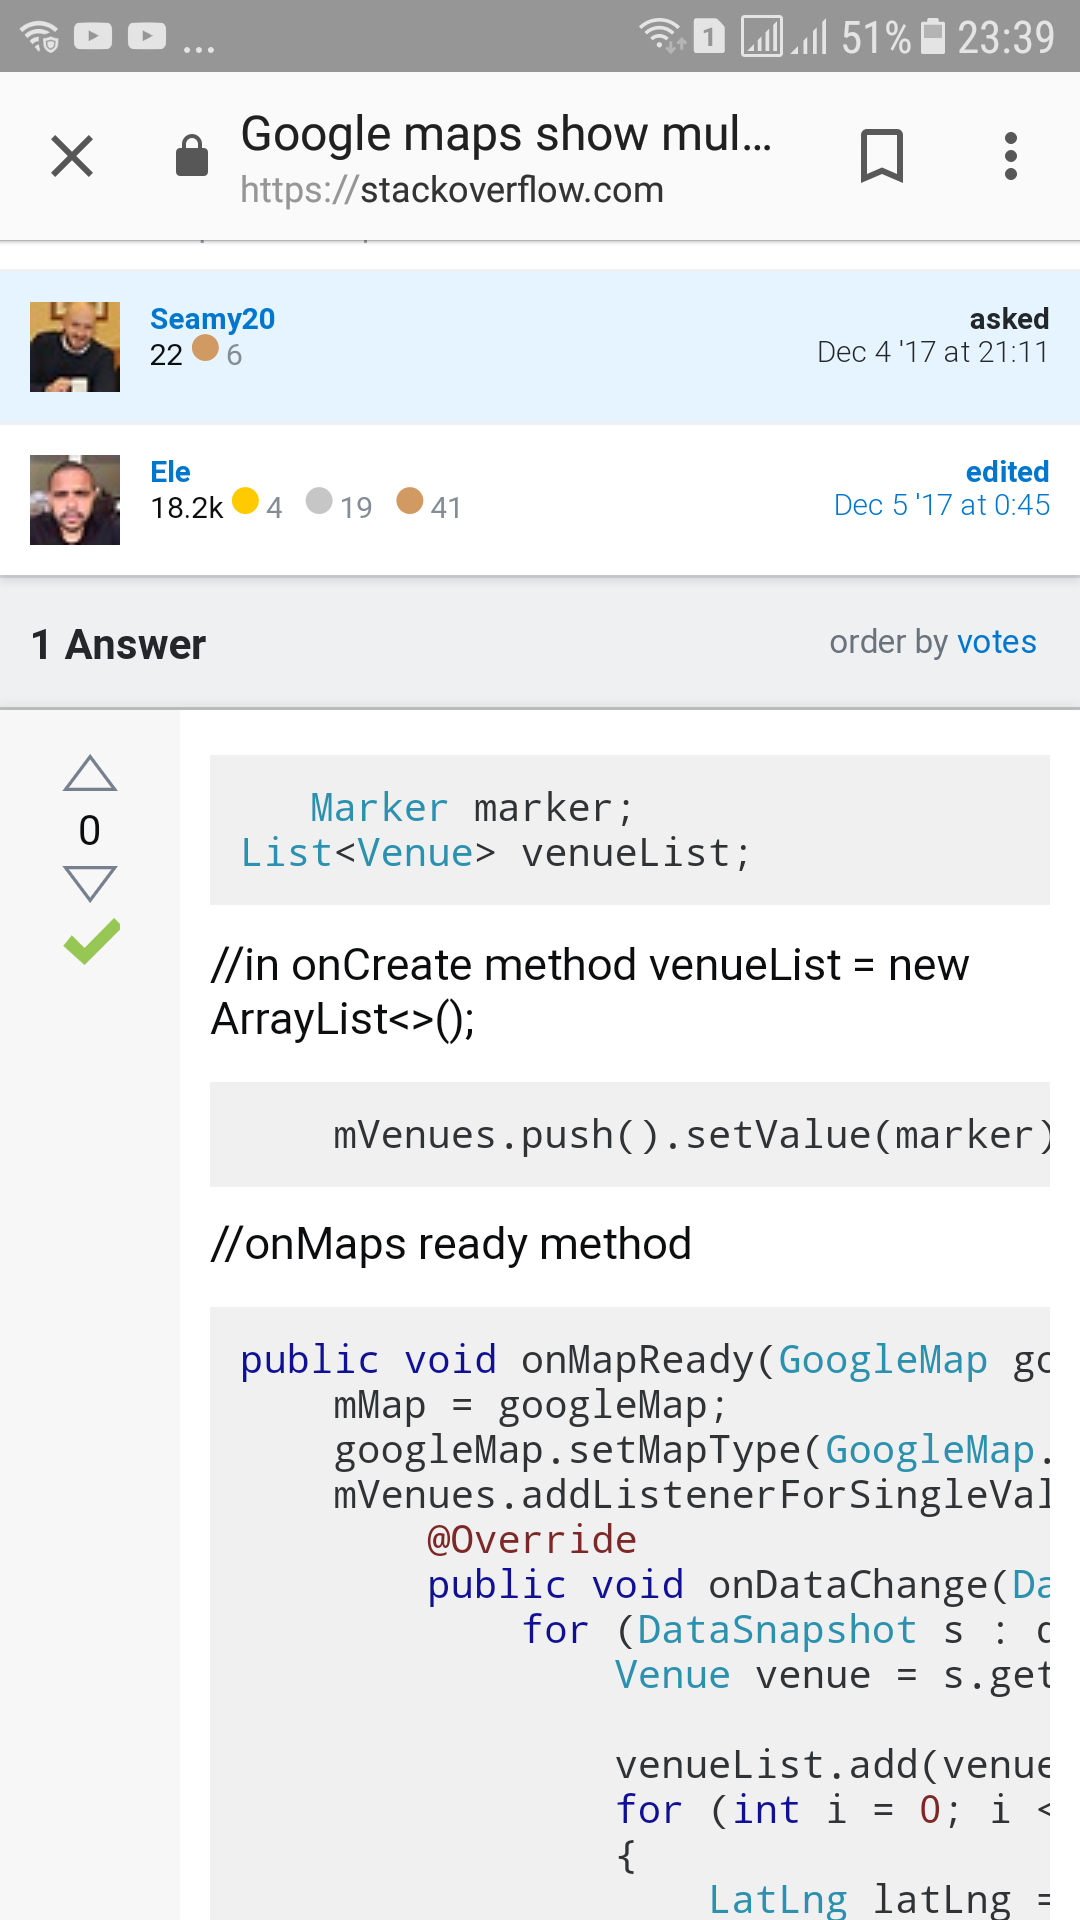 ... 1 51% 23:39
Google maps show mul...
https://stackoverflow.com
Seamy20 asked
22 6 Dec 4 '17 at 21:11
Ele edited
18.2k 4 19 41 Dec 5 '17 at 0:45
1 Answer order by votes
Marker marker;
0
List<Venue> venueList;
//in onCreate method venueList = new
ArrayList<>();
mVenues.push().setValue(marker)
//onMaps ready method
public void onMapReady(GoogleMap go
mMap = googleMap;
googleMap.setMapType(GoogleMap.
mVenues.addListenerForSingleVal
@Override
public void onDataChange(Da
for (DataSnapshot s : d
Venue venue = s.get
venueList.add(venue
for (int i = 0; i <
{
LatLng latLng =